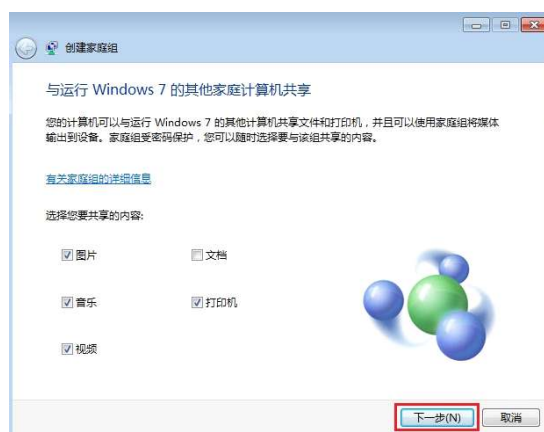 创建家庭组
与运行 Windows 7 的其他家庭计算机共享
您的计算机可以与运行 Windows 7 的其他计算机共享文件和打印机，并且可以使用家庭组将媒体
输出到设备。家庭组受密码保护，您可以随时选择要与该组共享的内容。
有关家庭组的详细信息
选择您要共享的内容:
图片 文档
音乐 打印机
视频
下一步(N) 取消